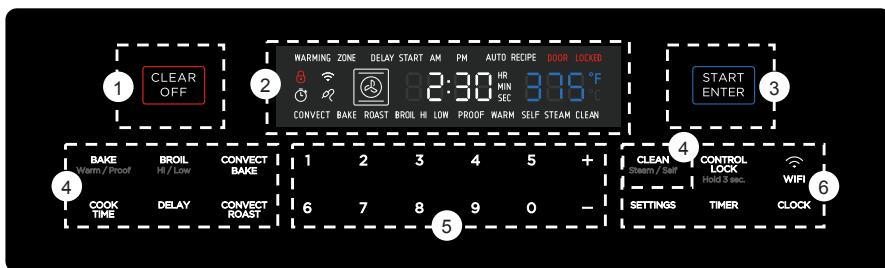 1
CLEAR
OFF
2
WARMING ZONE DELAY START AM PM AUTO RECIPE DOOR LOCKED
2:30
HR
MIN
SEC
375°F
°C
CONVECT BAKE ROAST BROIL HI LOW PROOF WARM SELF STEAM CLEAN
START
ENTER
3
4
BAKE
Warm / Proof
BROIL
Hi / Low
CONVECT
BAKE
COOK
TIME
DELAY
CONVECT
ROAST
1 2 3 4 5 +
6 7 8 9 0 −
5
CLEAN
Steam / Self
4
CONTROL
LOCK
Hold 3 sec.
WIFI
6
SETTINGS
TIMER
CLOCK